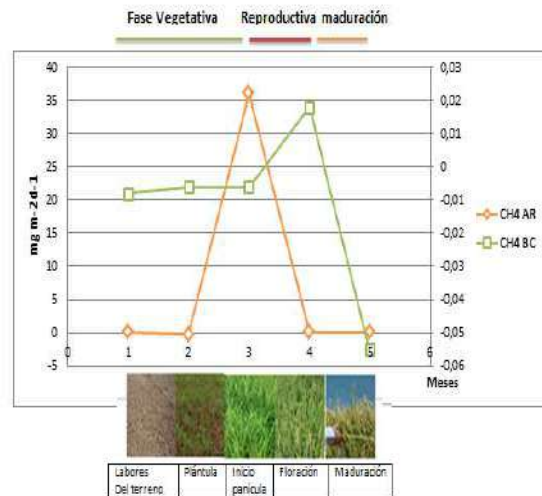 Fase Vegetativa Reproductiva maduración
40
35
30
25
20
15
10
5
0
-5
mg m-2d-1
0,03
0,02
0,01
0
-0,01
-0,02
-0,03
-0,04
-0,05
-0,06
0 1 2 3 4 5 6
Meses
CH4 AR
CH4 BC
Labores Plántula Inicio Floración Maduración
Del terreno panicula